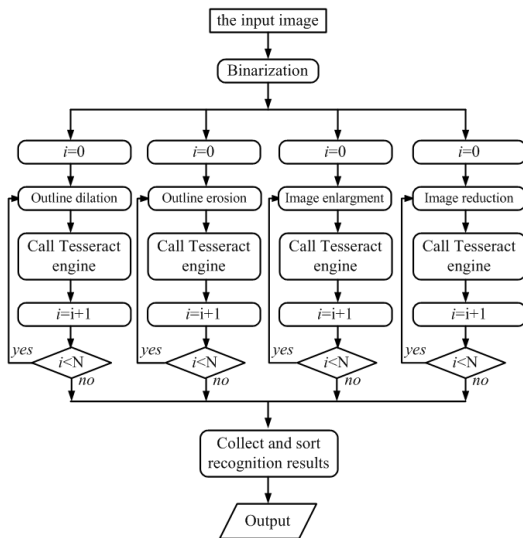 the input image
Binarization
i=0 i=0 i=0 i=0
Outline dilation Outline erosion Image enlargment Image reduction
Call Tesseract Call Tesseract Call Tesseract Call Tesseract
engine engine engine engine
i=i+1 i=i+1 i=i+1 i=i+1
yes yes yes yes
i<N i<N i<N i<N
no no no no
Collect and sort
recognition results
Output